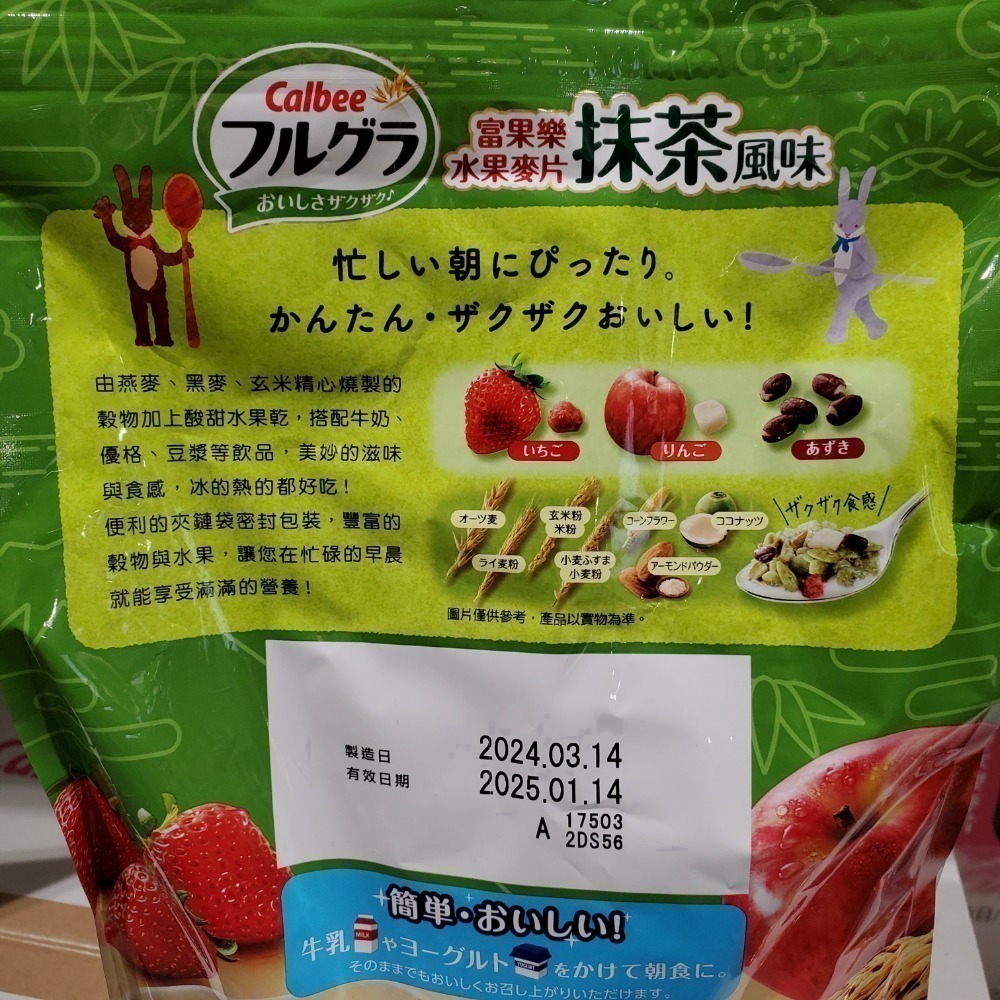 Calbee
フルグラ
おいしさザクザク♪
富果樂
水果麥片
抹茶風味
忙しい朝にぴったり。
かんたん・ザクザクおいしい!
由燕麥、黑麥、玄米精心燒製的
穀物加上酸甜水果乾,搭配牛奶、
優格、豆漿等飲品,美妙的滋味
與食感,冰的熱的都好吃!
便利的夾鏈袋密封包裝,豐富的
穀物與水果,讓您在忙碌的早晨
就能享受滿滿的營養!
いちご
りんご
あずき
オーツ麦
玄米粉
米粉
コーンフラワー
ココナッツ
ライ麦粉
小麦ふすま
小麦粉
アーモンドパウダー
ザクザク食感
圖片僅供參考,產品以實物為準。
製造日 2024.03.14
有效日期 2025.01.14
A 17503
2DS56
簡単・おいしい!
牛乳 MILK やヨーグルト YOGURT をかけて朝食に。
そのままでもおいしくお召し上がりいただけます。